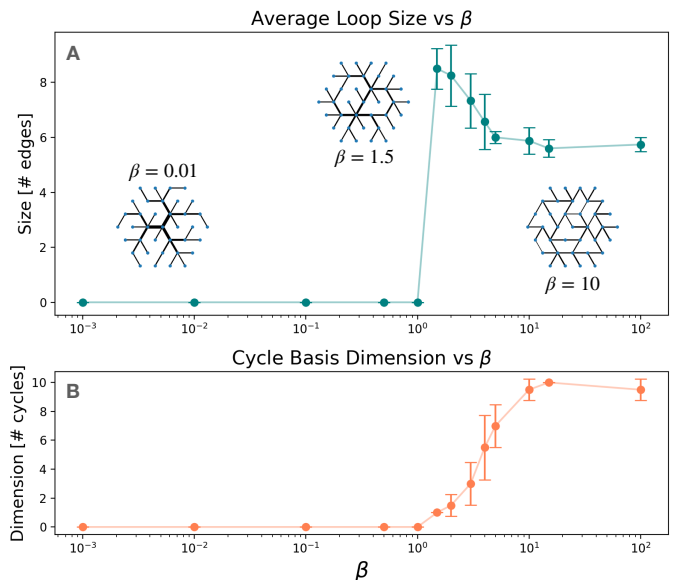 Average Loop Size vs β
A
Size [# edges]
8
6
4
2
0
β = 0.01
β = 1.5
β = 10
10⁻³ 10⁻² 10⁻¹ 10⁰ 10¹ 10²
Cycle Basis Dimension vs β
B
Dimension [# cycles]
10
8
6
4
2
0
10⁻³ 10⁻² 10⁻¹ 10⁰ 10¹ 10²
β